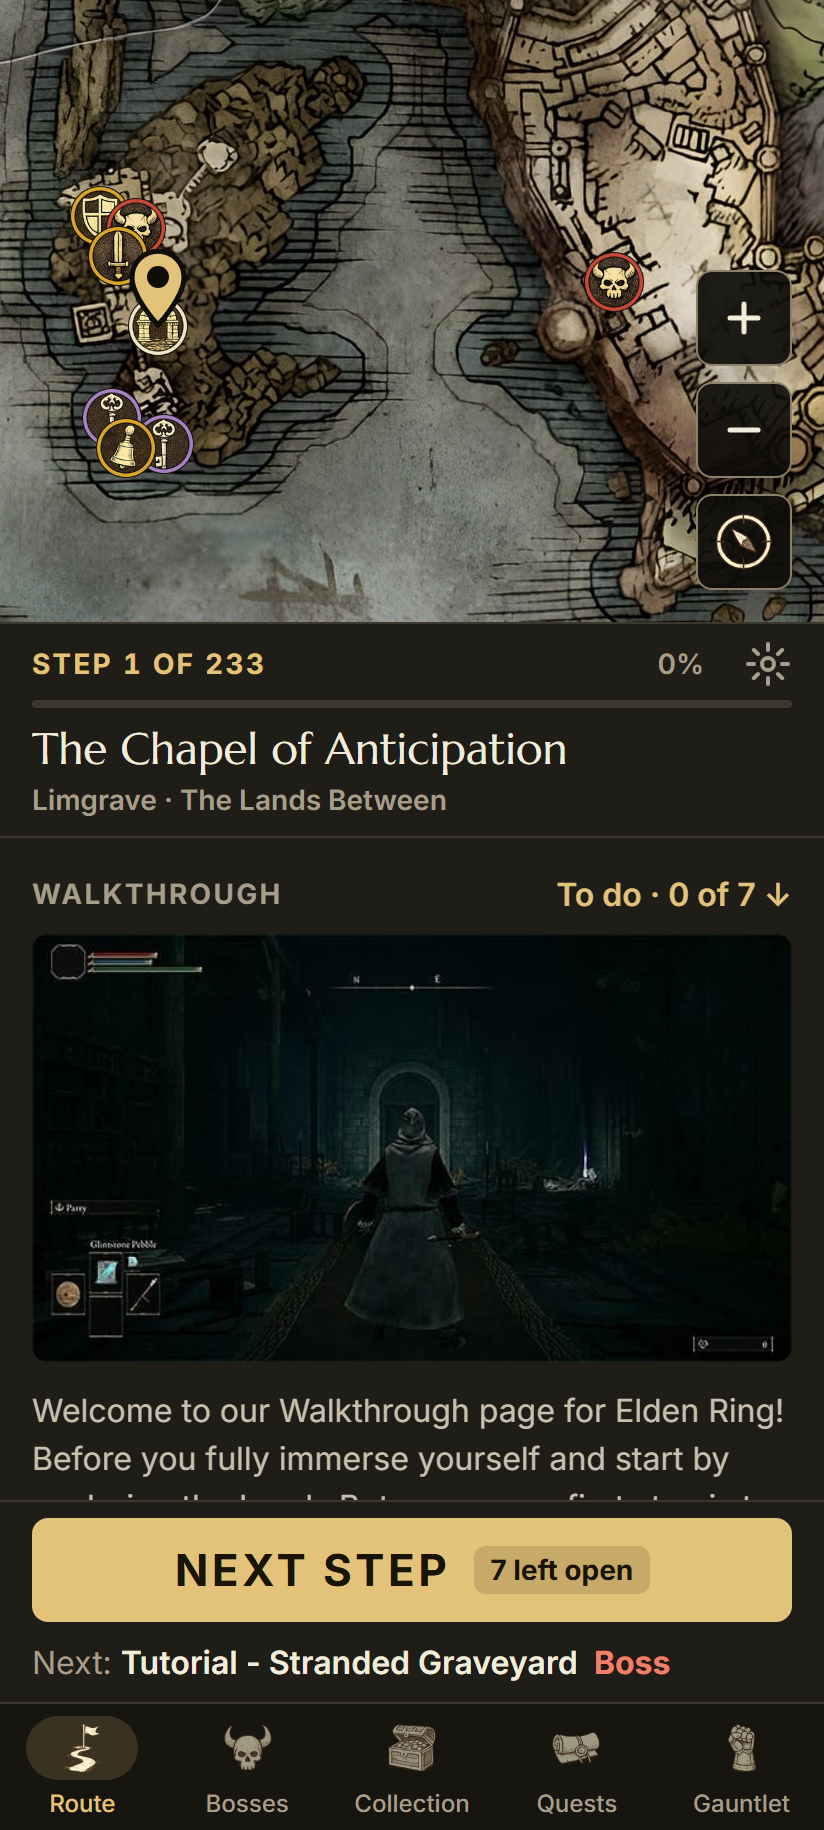 STEP 1 OF 233
0%
The Chapel of Anticipation
Limgrave · The Lands Between
WALKTHROUGH
To do · 0 of 7 ↓
N
E
Parry
Glintstone Pebble
0
Welcome to our Walkthrough page for Elden Ring!
Before you fully immerse yourself and start by
NEXT STEP
7 left open
Next: Tutorial - Stranded Graveyard Boss
Route
Bosses
Collection
Quests
Gauntlet